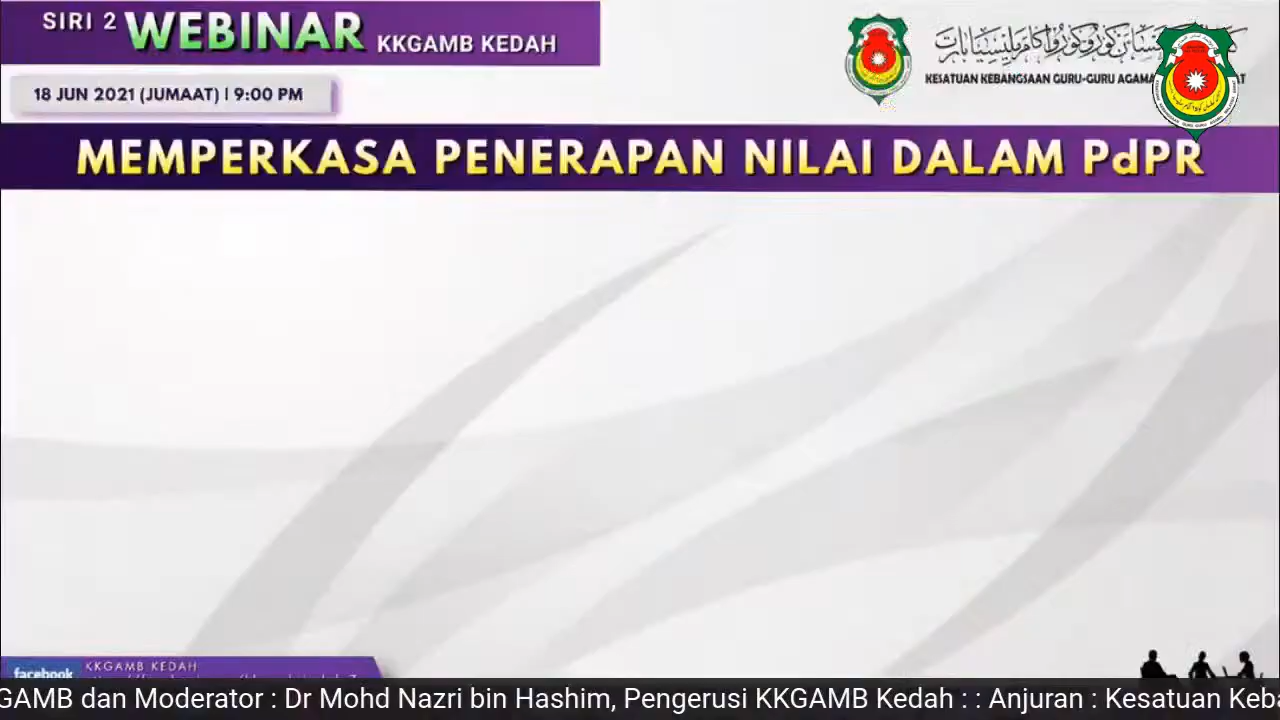 SIRI 2 WEBINAR KKGAMB KEDAH
18 JUN 2021 (JUMAAT) | 9:00 PM
KESATUAN KEBANGSAAN GURU-GURU AGAMA
MEMPERKASA PENERAPAN NILAI DALAM PdPR
facebook
KKGAMB KEDAH
GAMB dan Moderator : Dr Mohd Nazri bin Hashim, Pengerusi KKGAMB Kedah : : Anjuran : Kesatuan Keba